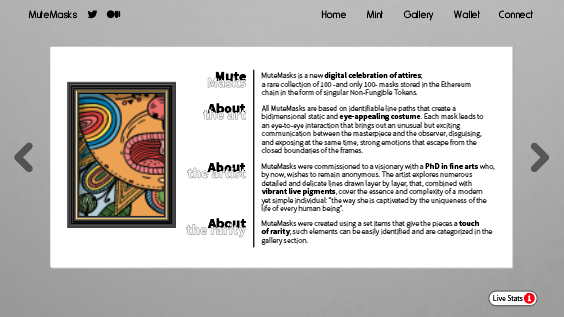 MuteMasks
Home Mint Gallery Wallet Connect
Mute
Masks
MuteMasks is a new digital celebration of attires;
a rare collection of 100 -and only 100- masks stored in the Ethereum
chain in the form of singular Non-Fungible Tokens.
About
the art
All MuteMasks are based on identifiable line paths that create a
bidimensional static and eye-appealing costume. Each mask leads to
an eye-to-eye interaction that brings out an unusual but exciting
communication between the masterpiece and the observer, disguising,
and exposing at the same time, strong emotions that escape from the
closed boundaries of the frames.
About
the artist
MuteMasks were commissioned to a visionary with a PhD in fine arts who,
by now, wishes to remain anonymous. The artist explores numerous
detailed and delicate lines drawn layer by layer, that, combined with
vibrant live pigments, cover the essence and complexity of a modern
yet simple individual: "the way she is captivated by the uniqueness of the
life of every human being".
About
the rarity
MuteMasks were created using a set items that give the pieces a touch
of rarity; such elements can be easily identified and are categorized in the
gallery section.
Live Stats 1